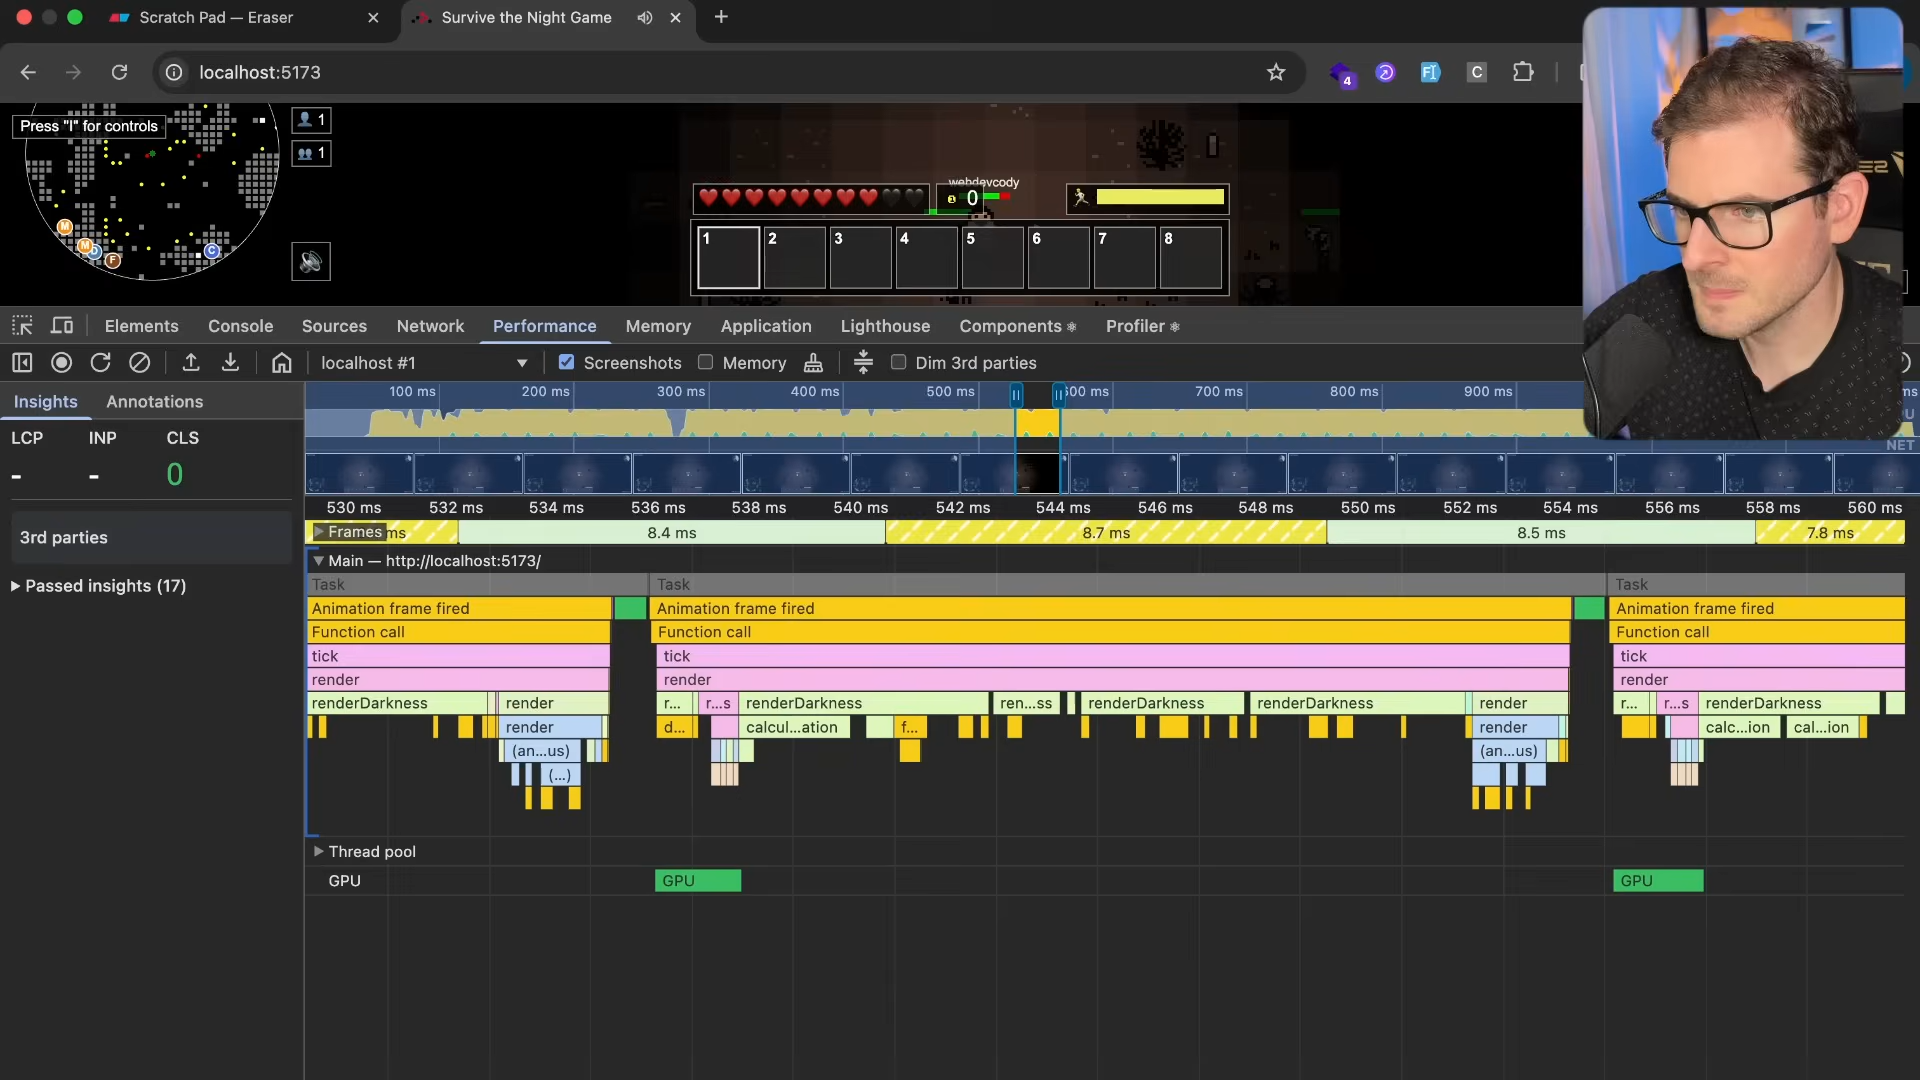 Scratch Pad — Eraser
Survive the Night Game
localhost:5173
4
C
Press "I" for controls
1
1
M
M
F
C
webdevcody
0
1 2 3 4 5 6 7 8
Elements Console Sources Network Performance Memory Application Lighthouse Components Profiler
localhost #1 Screenshots Memory Dim 3rd parties
Insights Annotations
LCP INP CLS
- - 0
3rd parties
Passed insights (17)
100 ms 200 ms 300 ms 400 ms 500 ms 600 ms 700 ms 800 ms 900 ms
NET
530 ms 532 ms 534 ms 536 ms 538 ms 540 ms 542 ms 544 ms 546 ms 548 ms 550 ms 552 ms 554 ms 556 ms 558 ms 560 ms
Frames ms 8.4 ms 8.7 ms 8.5 ms 7.8 ms
Main — http://localhost:5173/
Task Task Task
Animation frame fired Animation frame fired Animation frame fired
Function call Function call Function call
tick tick tick
render render render
renderDarkness render r... r...s renderDarkness ren...ss renderDarkness renderDarkness render r... r...s renderDarkness
render d... calcul...ation f... render calc...ion cal...ion
(an...us) (an...us)
(...)
Thread pool
GPU GPU GPU